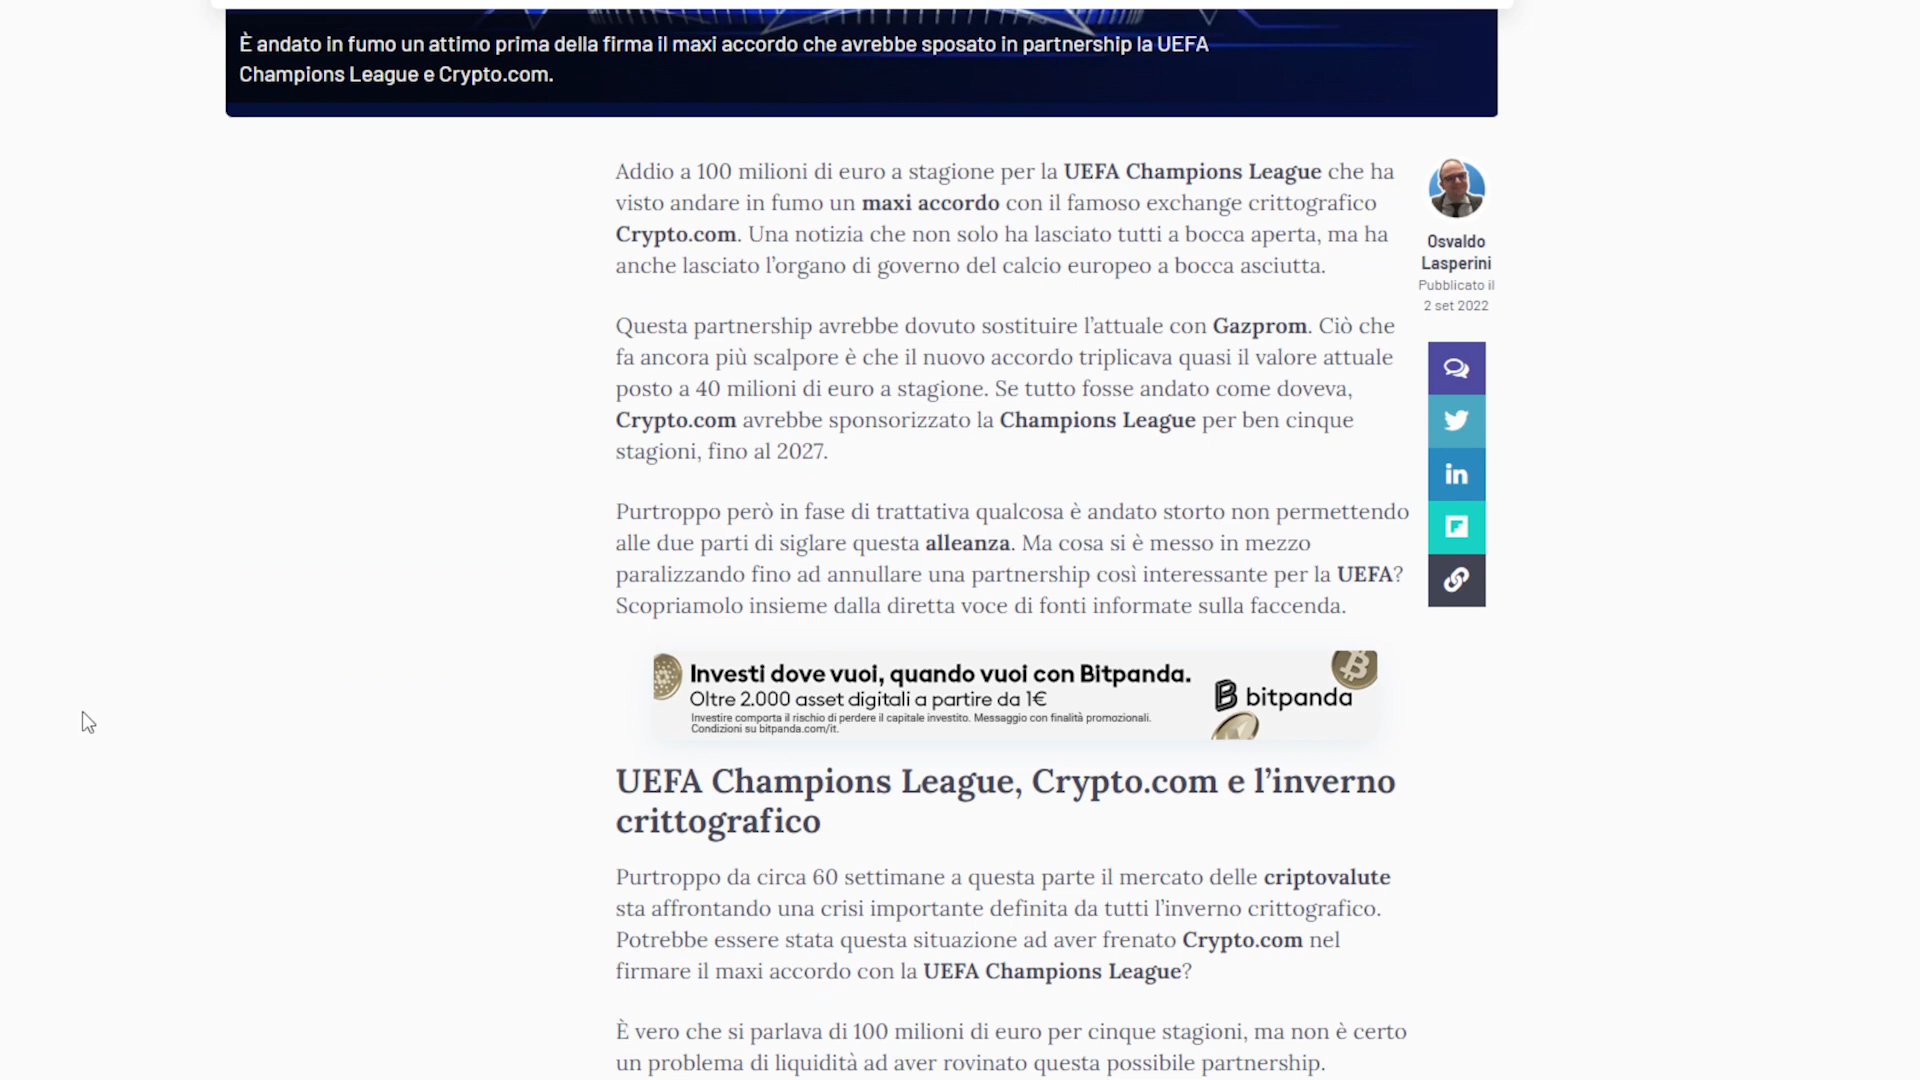 È andato in fumo un attimo prima della firma il maxi accordo che avrebbe sposato in partnership la UEFA
Champions League e Crypto.com.
Addio a 100 milioni di euro a stagione per la UEFA Champions League che ha
visto andare in fumo un maxi accordo con il famoso exchange crittografico
Crypto.com. Una notizia che non solo ha lasciato tutti a bocca aperta, ma ha
anche lasciato l’organo di governo del calcio europeo a bocca asciutta.
Osvaldo
Lasperini
Pubblicato il
2 set 2022
Questa partnership avrebbe dovuto sostituire l’attuale con Gazprom. Ciò che
fa ancora più scalpore è che il nuovo accordo triplicava quasi il valore attuale
posto a 40 milioni di euro a stagione. Se tutto fosse andato come doveva,
Crypto.com avrebbe sponsorizzato la Champions League per ben cinque
stagioni, fino al 2027.
Purtroppo però in fase di trattativa qualcosa è andato storto non permettendo
alle due parti di siglare questa alleanza. Ma cosa si è messo in mezzo
paralizzando fino ad annullare una partnership così interessante per la UEFA?
Scopriamolo insieme dalla diretta voce di fonti informate sulla faccenda.
Investi dove vuoi, quando vuoi con Bitpanda.
Oltre 2.000 asset digitali a partire da 1€
Investire comporta il rischio di perdere il capitale investito. Messaggio con finalità promozionali.
Condizioni su bitpanda.com/it.
bitpanda
UEFA Champions League, Crypto.com e l’inverno
crittografico
Purtroppo da circa 60 settimane a questa parte il mercato delle criptovalute
sta affrontando una crisi importante definita da tutti l’inverno crittografico.
Potrebbe essere stata questa situazione ad aver frenato Crypto.com nel
firmare il maxi accordo con la UEFA Champions League?
È vero che si parlava di 100 milioni di euro per cinque stagioni, ma non è certo
un problema di liquidità ad aver rovinato questa possibile partnership.